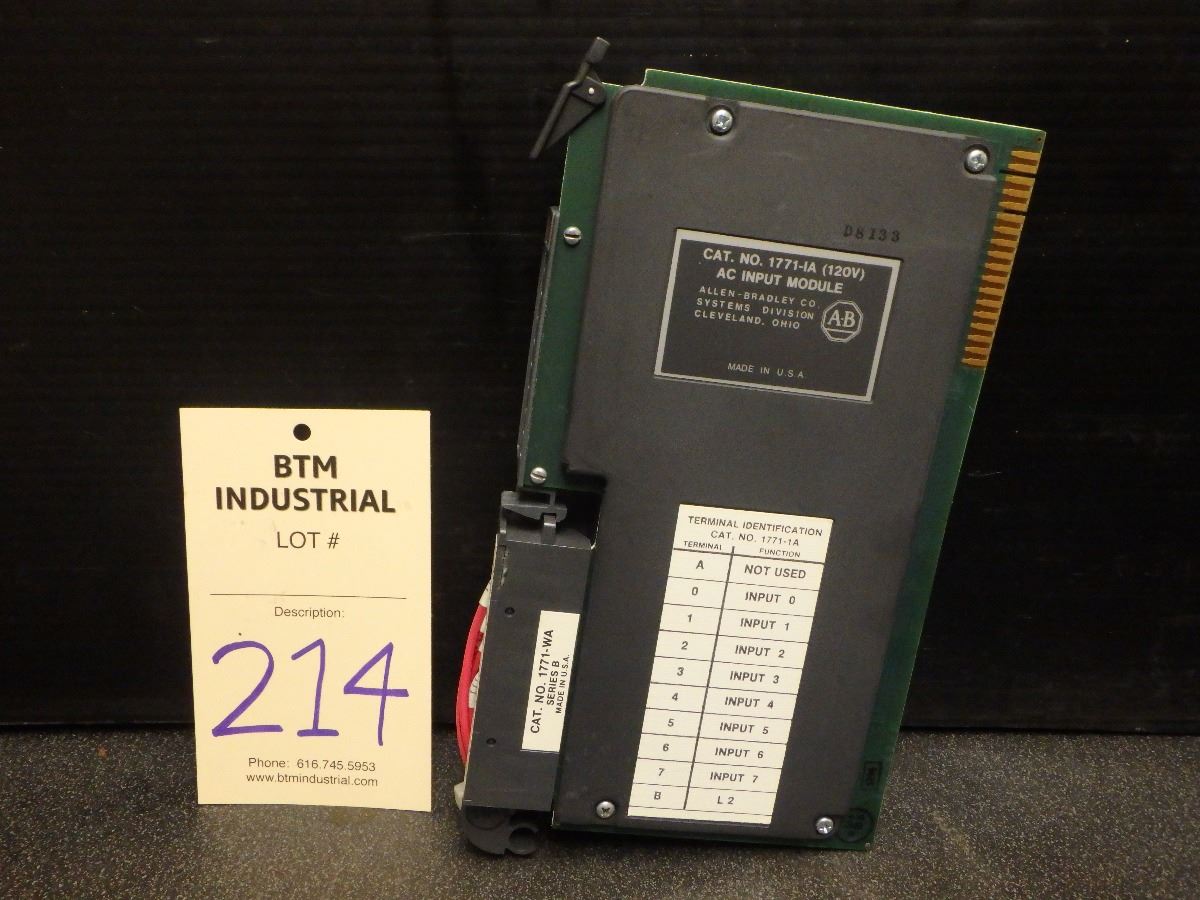 BTM
INDUSTRIAL
LOT #
Description:
214
Phone: 616.745.5953
www.btmindustrial.com
D8133
CAT. NO. 1771-IA (120V)
AC INPUT MODULE
ALLEN-BRADLEY CO.
SYSTEMS DIVISION
CLEVELAND, OHIO
A·B
MADE IN U.S.A.
CAT. NO. 1771-WA
SERIES B
MADE IN U.S.A.
TERMINAL IDENTIFICATION
CAT. NO. 1771-1A
TERMINAL FUNCTION
A NOT USED
0 INPUT 0
1 INPUT 1
2 INPUT 2
3 INPUT 3
4 INPUT 4
5 INPUT 5
6 INPUT 6
7 INPUT 7
B L 2